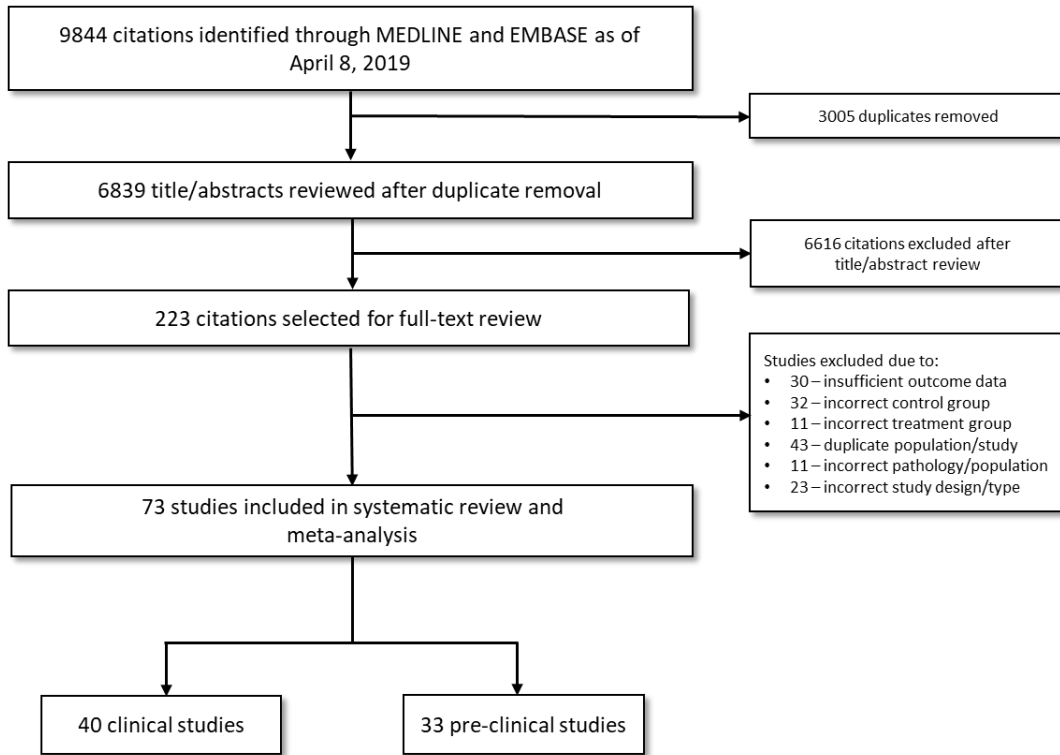 9844 citations identified through MEDLINE and EMBASE as of
April 8, 2019
3005 duplicates removed
6839 title/abstracts reviewed after duplicate removal
6616 citations excluded after
title/abstract review
223 citations selected for full-text review
Studies excluded due to:
• 30 – insufficient outcome data
• 32 – incorrect control group
• 11 – incorrect treatment group
• 43 – duplicate population/study
• 11 – incorrect pathology/population
• 23 – incorrect study design/type
73 studies included in systematic review and
meta-analysis
40 clinical studies
33 pre-clinical studies